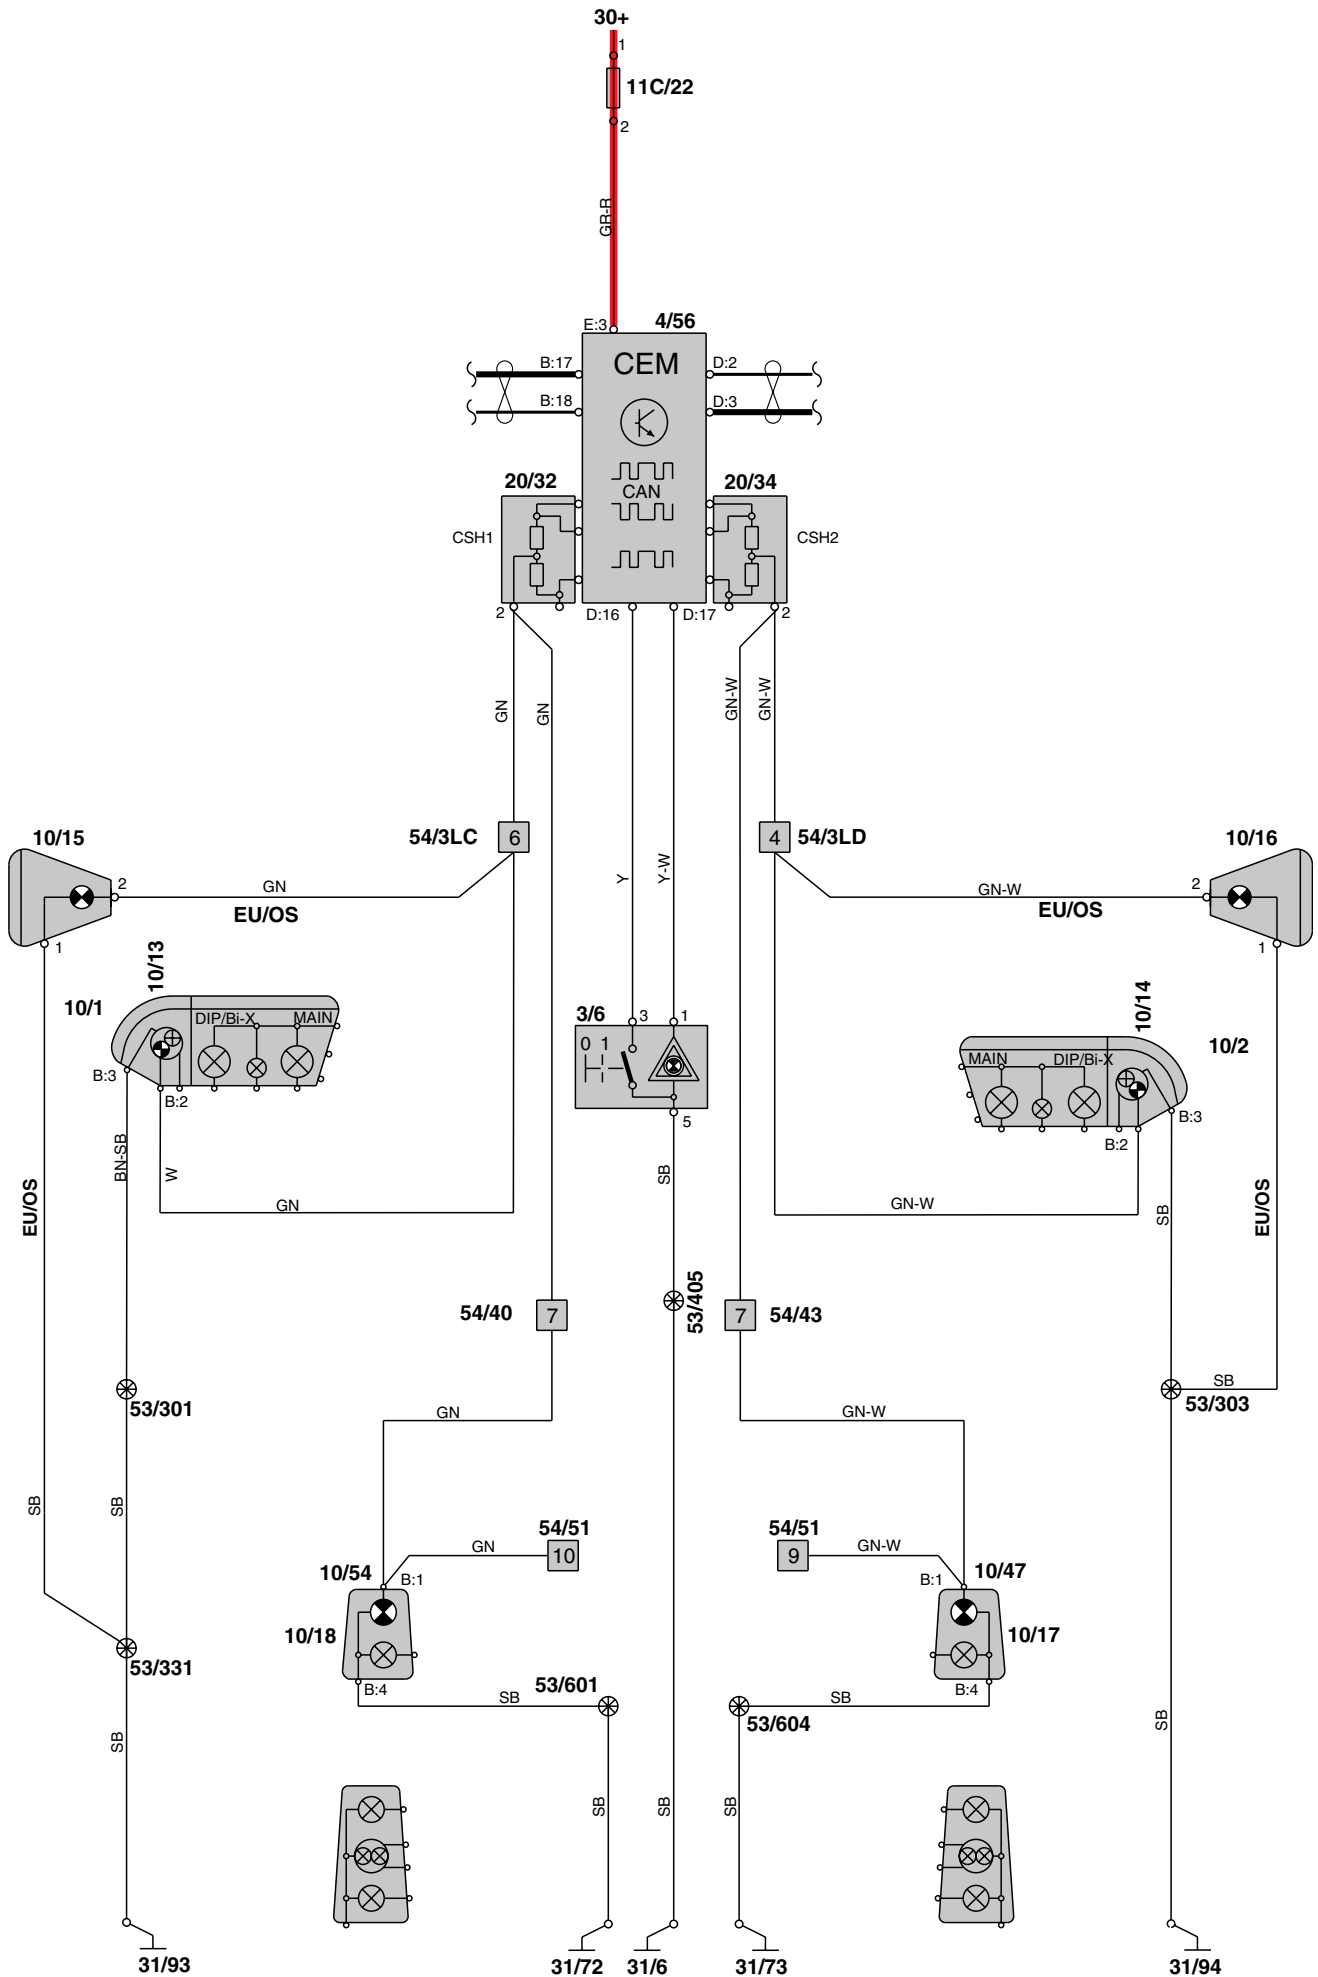 30+
1
11C/22
2
GR-R
E:3
4/56
CEM
B:17
D:2
B:18
D:3
20/32
20/34
CAN
CSH1
CSH2
2
D:16
D:17
2
GN
GN
GN-W
GN-W
10/15
54/3LC
6
4
54/3LD
10/16
2
GN
EU/OS
Y
Y-W
GN-W
EU/OS
2
1
1
10/13
10/14
10/1
DIP/Bi-X
MAIN
3/6
3
1
0 1
10/2
MAIN
DIP/Bi-X
B:3
B:2
5
B:2
B:3
BN-SB
W
SB
EU/OS
GN
GN-W
SB
EU/OS
53/405
54/40
7
7
54/43
53/301
SB
53/303
GN
GN-W
SB
SB
54/51
54/51
GN
10
9
GN-W
10/54
B:1
B:1
10/47
10/18
10/17
53/331
B:4
SB
53/601
SB
B:4
53/604
SB
SB
SB
SB
SB
31/93
31/72
31/6
31/73
31/94